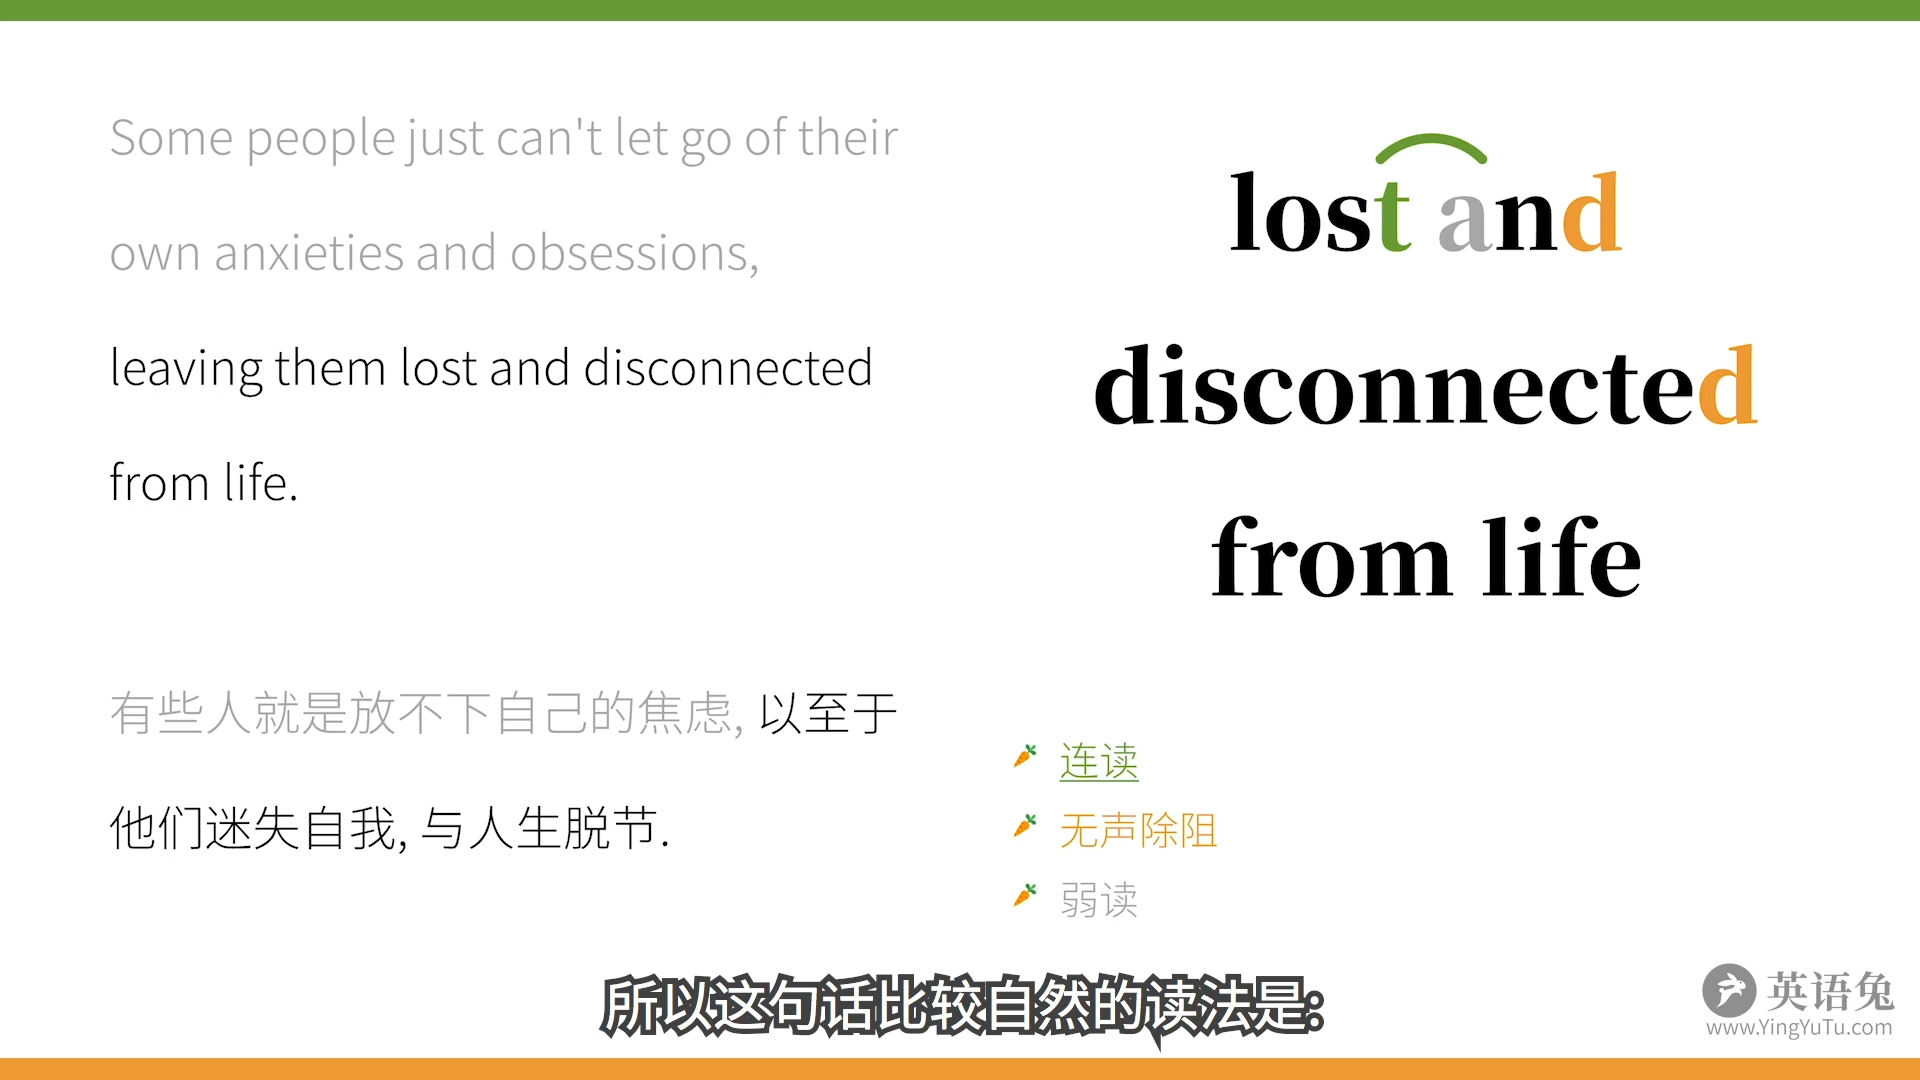 Some people just can't let go of their
own anxieties and obsessions,
leaving them lost and disconnected
from life.
有些人就是放不下自己的焦虑, 以至于
他们迷失自我, 与人生脱节.
lost and
disconnected
from life
连读
无声除阻
弱读
所以这句话比较自然的读法是:
英语兔
www.YingYuTu.com